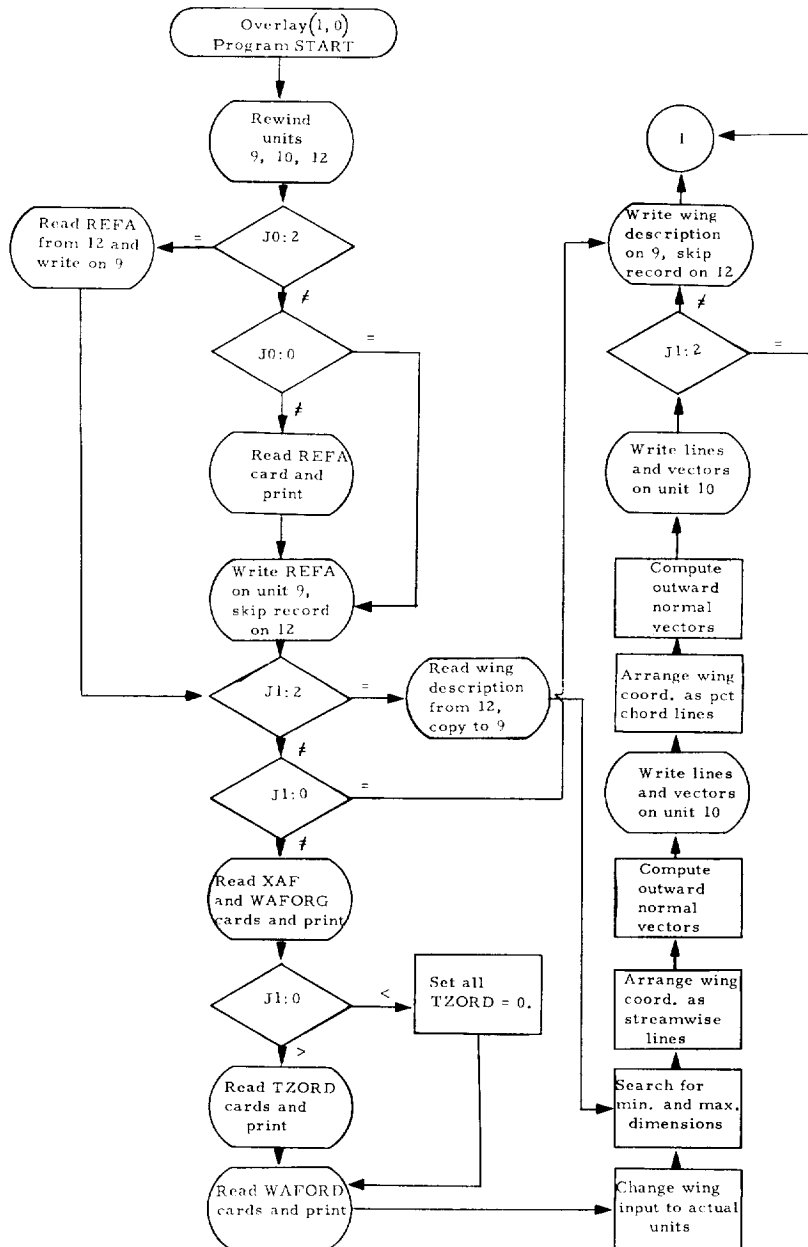 Overlay(1, 0)
Program START
Rewind
units
9, 10, 12
J0:2
=
≠
Read REFA
from 12 and
write on 9
J0:0
=
≠
Read REFA
card and
print
Write REFA
on unit 9,
skip record
on 12
J1:2
=
≠
Read wing
description
from 12,
copy to 9
J1:0
=
≠
Read XAF
and WAFORG
cards and print
J1:0
<
>
Set all
TZORD = 0.
Read TZORD
cards and
print
Read WAFORD
cards and print
1
Write wing
description
on 9, skip
record on 12
≠
J1:2
=
Write lines
and vectors
on unit 10
Compute
outward
normal
vectors
Arrange wing
coord. as pct
chord lines
Write lines
and vectors
on unit 10
Compute
outward
normal
vectors
Arrange wing
coord. as
streamwise
lines
Search for
min. and max.
dimensions
Change wing
input to actual
units